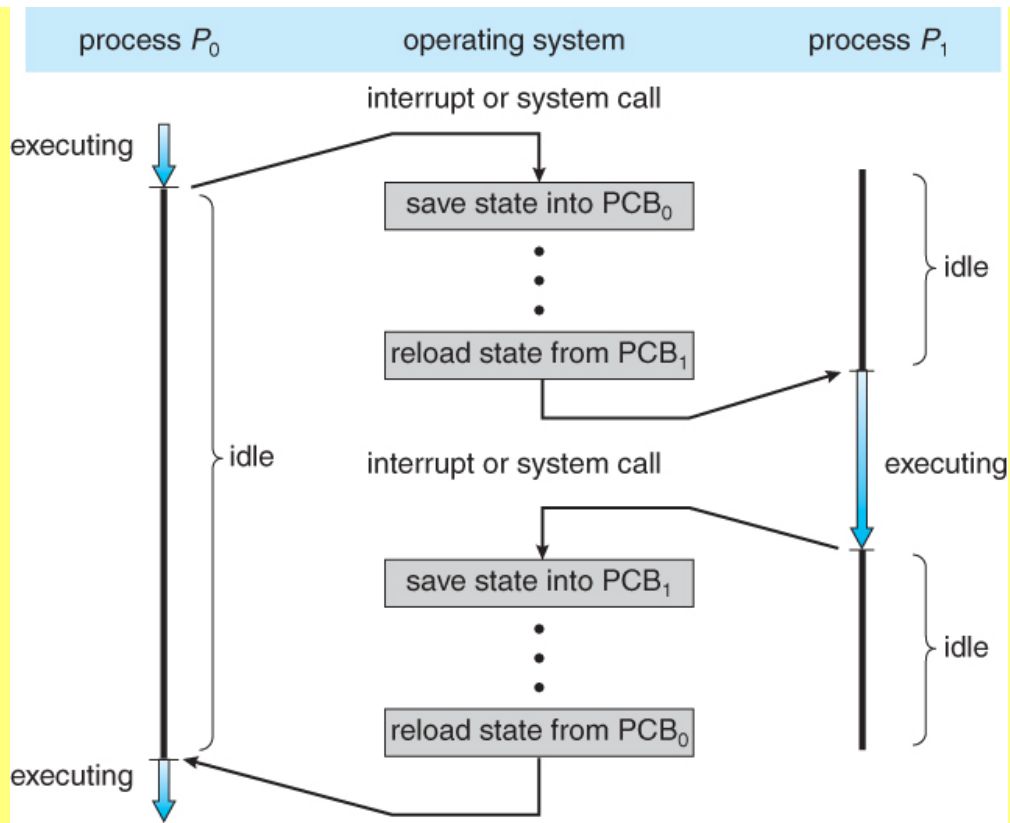 process P₀ operating system process P₁
interrupt or system call
executing
save state into PCB₀
idle
reload state from PCB₁
idle
interrupt or system call
executing
save state into PCB₁
idle
reload state from PCB₀
executing